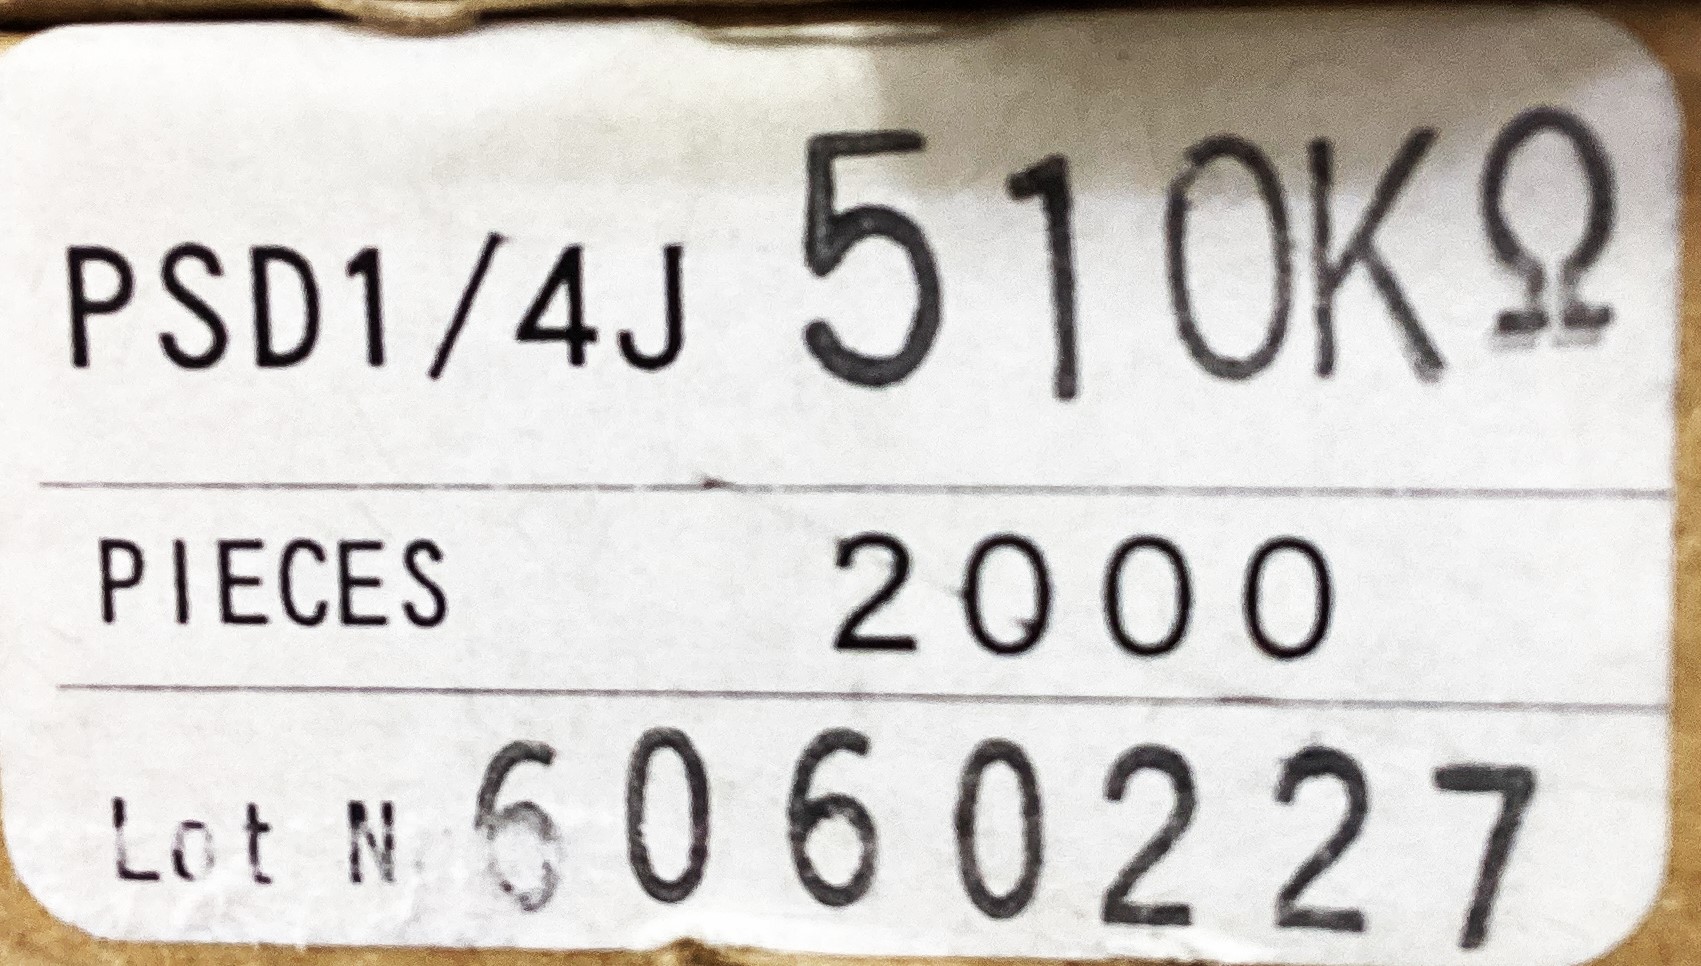 PSD1/4J 510KΩ
PIECES 2000
Lot N 6060227